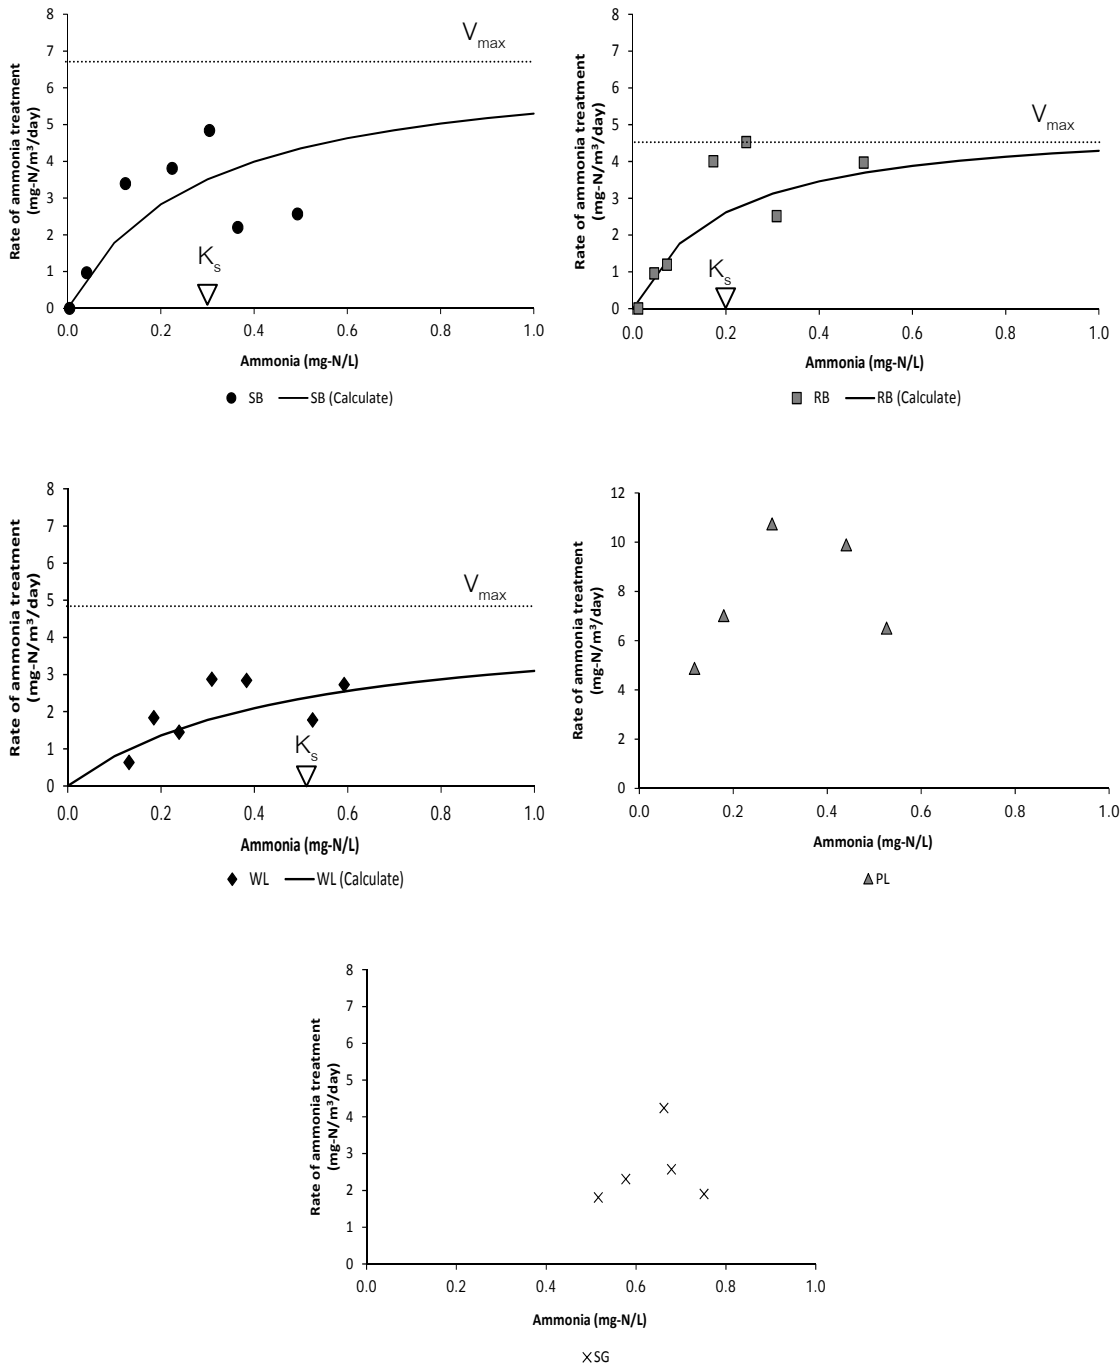 8
7
6
5
4
3
2
1
0
Rate of ammonia treatment
(mg-N/m³/day)
Vmax
Ks
0.0 0.2 0.4 0.6 0.8 1.0
Ammonia (mg-N/L)
SB SB (Calculate)
8
7
6
5
4
3
2
1
0
Rate of ammonia treatment
(mg-N/m³/day)
Vmax
Ks
0.0 0.2 0.4 0.6 0.8 1.0
Ammonia (mg-N/L)
RB RB (Calculate)
8
7
6
5
4
3
2
1
0
Rate of ammonia treatment
(mg-N/m³/day)
Vmax
Ks
0.0 0.2 0.4 0.6 0.8 1.0
Ammonia (mg-N/L)
WL WL (Calculate)
12
10
8
6
4
2
0
Rate of ammonia treatment
(mg-N/m³/day)
0.0 0.2 0.4 0.6 0.8 1.0
Ammonia (mg-N/L)
PL
8
7
6
5
4
3
2
1
0
Rate of ammonia treatment
(mg-N/m³/day)
0.0 0.2 0.4 0.6 0.8 1.0
Ammonia (mg-N/L)
SG